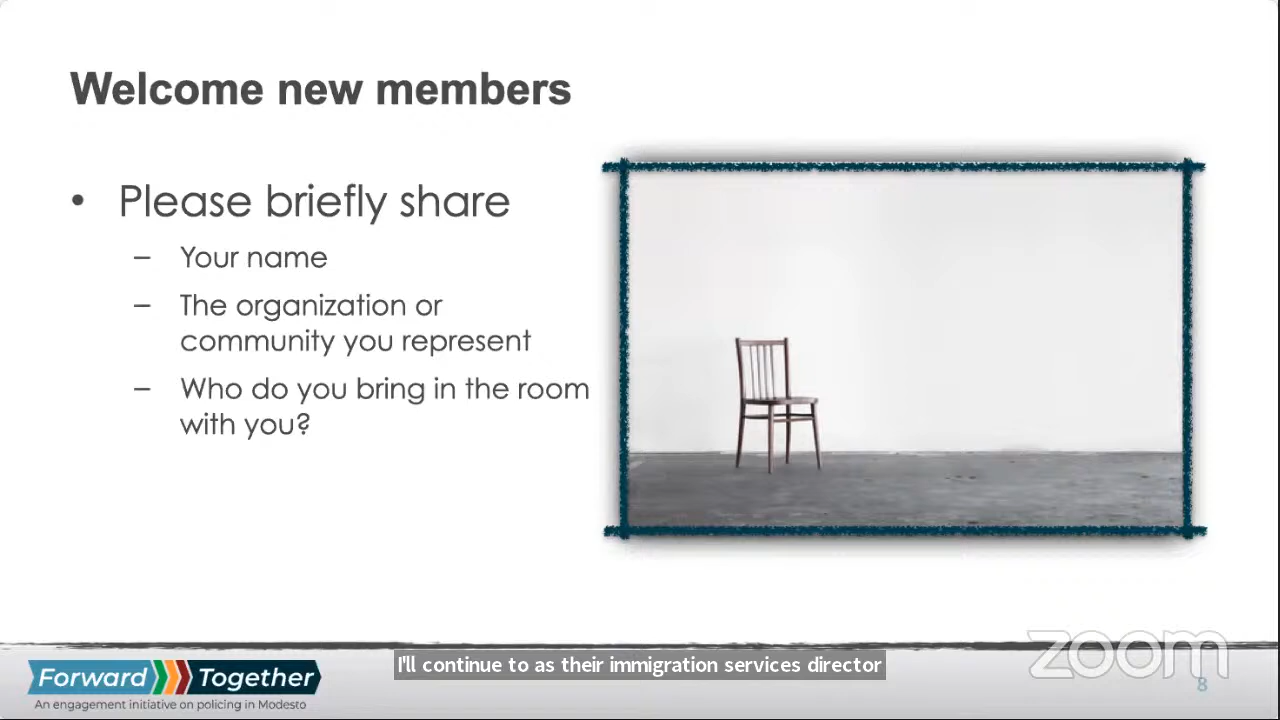 Welcome new members
• Please briefly share
– Your name
– The organization or
community you represent
– Who do you bring in the room
with you?
I'll continue to as their immigration services director
zoom
8
Forward Together
An engagement initiative on policing in Modesto